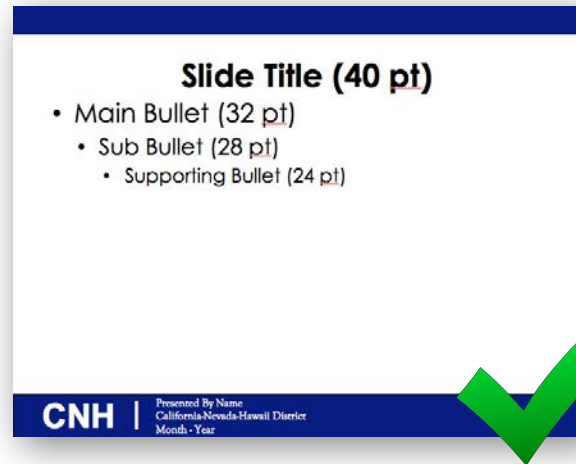 Slide Title (40 pt)
• Main Bullet (32 pt)
• Sub Bullet (28 pt)
• Supporting Bullet (24 pt)
CNH
Presented By Name
California-Nevada-Hawaii District
Month - Year